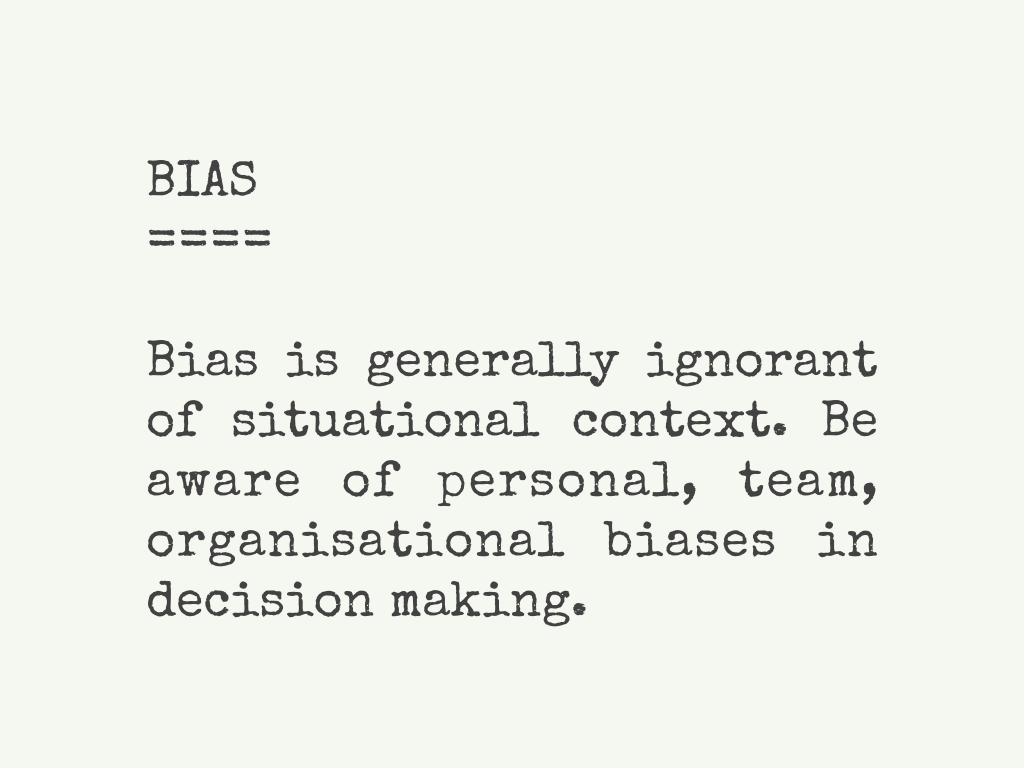 BIAS
====
Bias is generally ignorant
of situational context. Be
aware of personal, team,
organisational biases in
decision making.